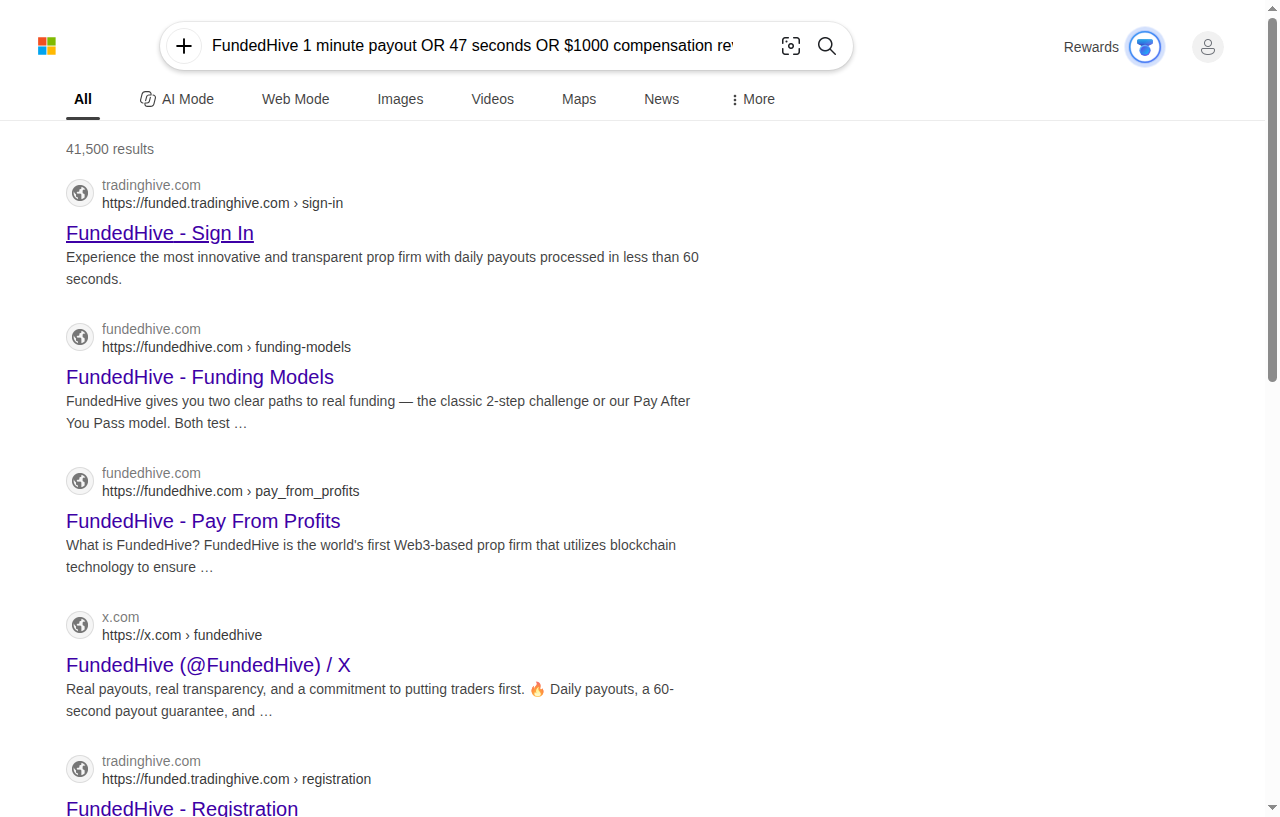 FundedHive 1 minute payout OR 47 seconds OR $1000 compensation
Rewards
All
AI Mode
Web Mode
Images
Videos
Maps
News
More
41,500 results
tradinghive.com
https://funded.tradinghive.com › sign-in
FundedHive - Sign In
Experience the most innovative and transparent prop firm with daily payouts processed in less than 60
seconds.
fundedhive.com
https://fundedhive.com › funding-models
FundedHive - Funding Models
FundedHive gives you two clear paths to real funding — the classic 2-step challenge or our Pay After
You Pass model. Both test …
fundedhive.com
https://fundedhive.com › pay_from_profits
FundedHive - Pay From Profits
What is FundedHive? FundedHive is the world's first Web3-based prop firm that utilizes blockchain
technology to ensure …
x.com
https://x.com › fundedhive
FundedHive (@FundedHive) / X
Real payouts, real transparency, and a commitment to putting traders first. 🔥 Daily payouts, a 60-
second payout guarantee, and …
tradinghive.com
https://funded.tradinghive.com › registration
FundedHive - Registration